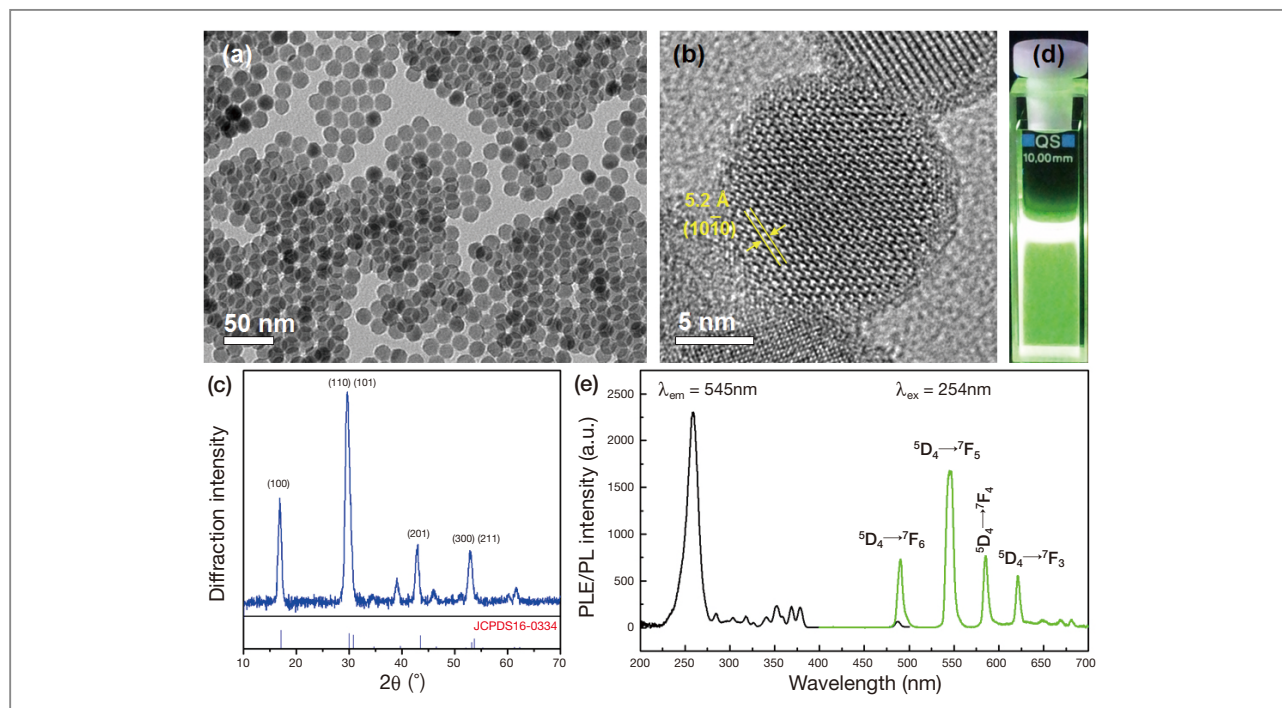 (a)
50 nm
(b)
5.2 Å
(101̄0)
5 nm
(d)
QS
10,00mm
(c)
(110) (101)
(100)
(201)
(300) (211)
JCPDS16-0334
Diffraction intensity
10 20 30 40 50 60 70
2θ (°)
(e)
λem = 545nm
λex = 254nm
⁵D₄→⁷F₆
⁵D₄→⁷F₅
⁵D₄→⁷F₄
⁵D₄→⁷F₃
PLE/PL intensity (a.u.)
2500
2000
1500
1000
500
0
200 250 300 350 400 450 500 550 600 650 700
Wavelength (nm)